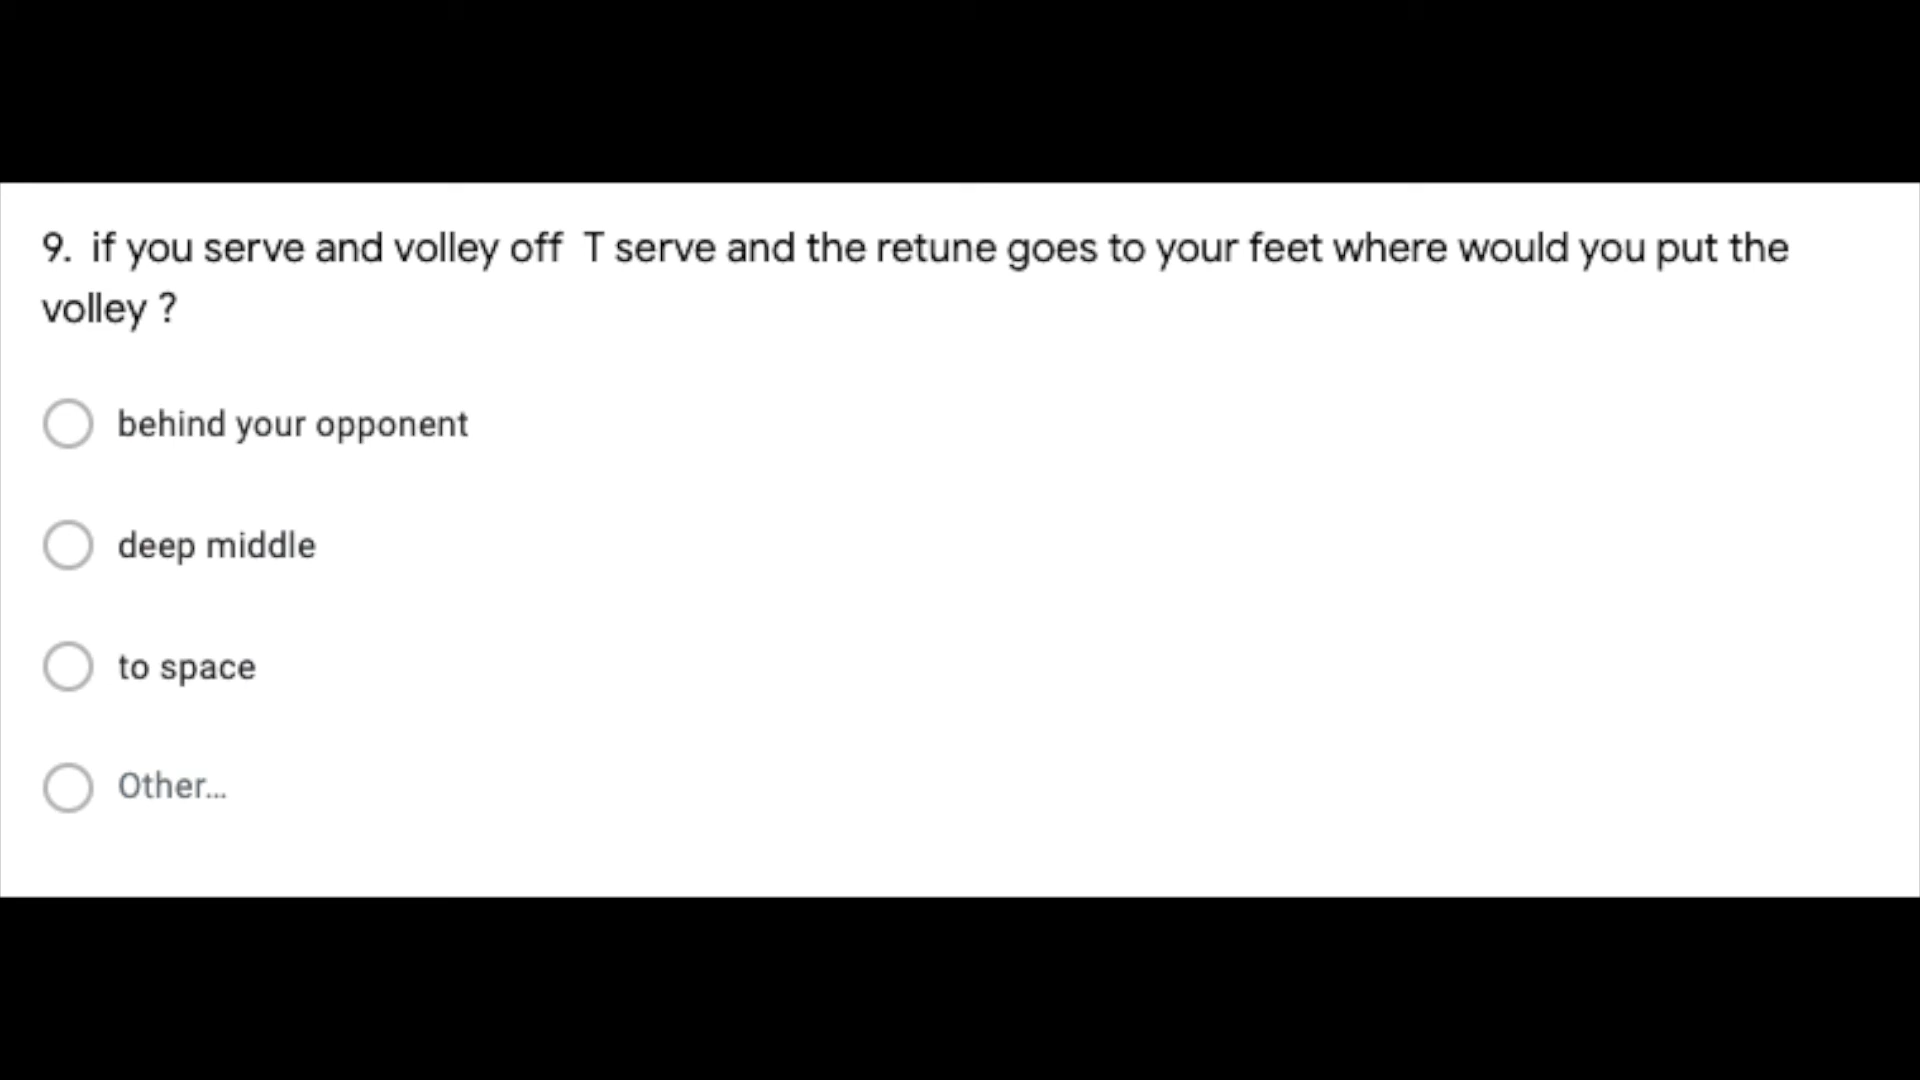 9. if you serve and volley off T serve and the retune goes to your feet where would you put the
volley ?
behind your opponent
deep middle
to space
Other...